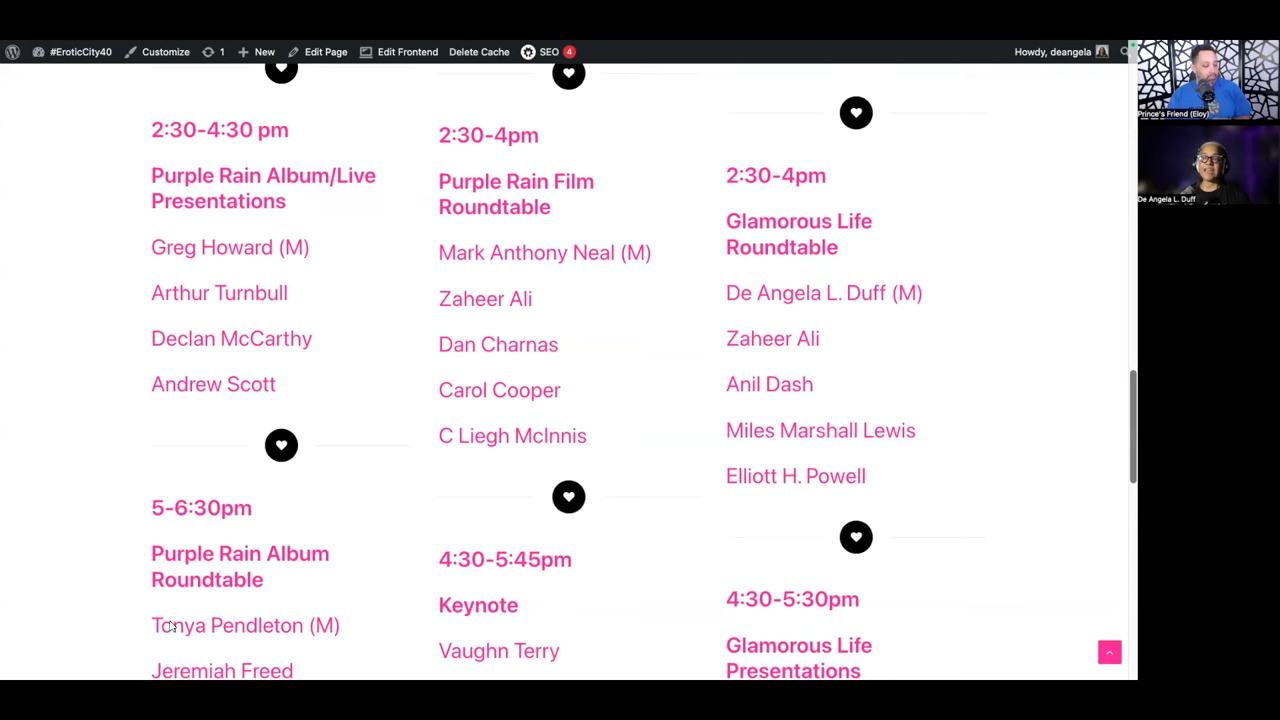 #EroticCity40
Customize
1
New
Edit Page
Edit Frontend
Delete Cache
SEO
4
Howdy, deangela
2:30-4:30 pm
Purple Rain Album/Live
Presentations
Greg Howard (M)
Arthur Turnbull
Declan McCarthy
Andrew Scott
5-6:30pm
Purple Rain Album
Roundtable
Tonya Pendleton (M)
Jeremiah Freed
2:30-4pm
Purple Rain Film
Roundtable
Mark Anthony Neal (M)
Zaheer Ali
Dan Charnas
Carol Cooper
C Liegh McInnis
4:30-5:45pm
Keynote
Vaughn Terry
2:30-4pm
Glamorous Life
Roundtable
De Angela L. Duff (M)
Zaheer Ali
Anil Dash
Miles Marshall Lewis
Elliott H. Powell
4:30-5:30pm
Glamorous Life
Presentations
Prince's Friend (Eloy)
De Angela L. Duff